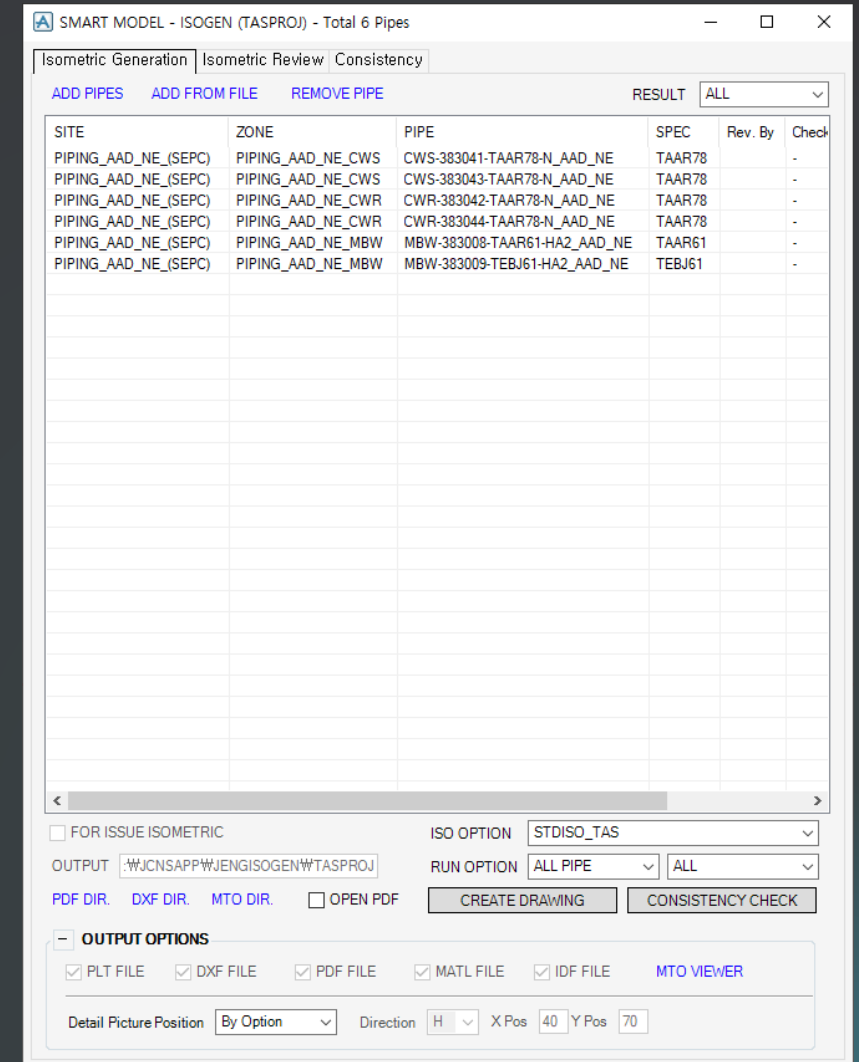 SMART MODEL - ISOGEN (TASPROJ) - Total 6 Pipes
Isometric Generation Isometric Review Consistency
ADD PIPES ADD FROM FILE REMOVE PIPE RESULT ALL
SITE ZONE PIPE SPEC Rev. By Check
PIPING_AAD_NE_(SEPC) PIPING_AAD_NE_CWS CWS-383041-TAAR78-N_AAD_NE TAAR78 -
PIPING_AAD_NE_(SEPC) PIPING_AAD_NE_CWS CWS-383043-TAAR78-N_AAD_NE TAAR78 -
PIPING_AAD_NE_(SEPC) PIPING_AAD_NE_CWR CWR-383042-TAAR78-N_AAD_NE TAAR78 -
PIPING_AAD_NE_(SEPC) PIPING_AAD_NE_CWR CWR-383044-TAAR78-N_AAD_NE TAAR78 -
PIPING_AAD_NE_(SEPC) PIPING_AAD_NE_MBW MBW-383008-TAAR61-HA2_AAD_NE TAAR61 -
PIPING_AAD_NE_(SEPC) PIPING_AAD_NE_MBW MBW-383009-TEBJ61-HA2_AAD_NE TEBJ61 -
FOR ISSUE ISOMETRIC ISO OPTION STDISO_TAS
OUTPUT :₩JCNSAPP₩JENGISOGEN₩TASPROJ RUN OPTION ALL PIPE ALL
PDF DIR. DXF DIR. MTO DIR. OPEN PDF CREATE DRAWING CONSISTENCY CHECK
OUTPUT OPTIONS
PLT FILE DXF FILE PDF FILE MATL FILE IDF FILE MTO VIEWER
Detail Picture Position By Option Direction H X Pos 40 Y Pos 70